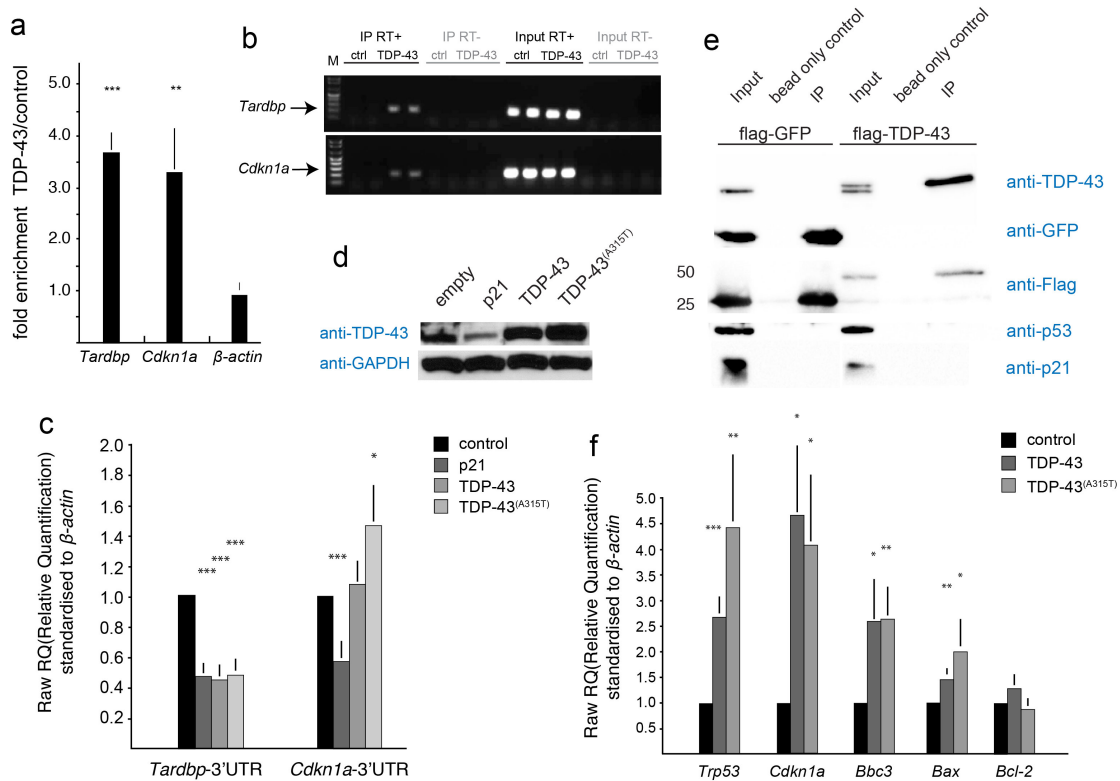 a
fold enrichment TDP-43/control
5.0
4.0
3.0
2.0
1.0
***
**
Tardbp
Cdkn1a
β-actin
b
IP RT+
IP RT-
Input RT+
Input RT-
M
ctrl TDP-43
ctrl TDP-43
ctrl TDP-43
ctrl TDP-43
Tardbp
Cdkn1a
d
empty
p21
TDP-43
TDP-43(A315T)
anti-TDP-43
anti-GAPDH
e
Input
bead only control
IP
Input
bead only control
IP
flag-GFP
flag-TDP-43
anti-TDP-43
anti-GFP
50
25
anti-Flag
anti-p53
anti-p21
c
Raw RQ(Relative Quantification)
standardised to β-actin
2.0
1.8
1.6
1.4
1.2
1.0
0.8
0.6
0.4
0.2
***
***
***
***
*
control
p21
TDP-43
TDP-43(A315T)
Tardbp-3'UTR
Cdkn1a-3'UTR
f
Raw RQ(Relative Quantification)
standardised to β-actin
5.0
4.5
4.0
3.5
3.0
2.5
2.0
1.5
1.0
0.5
***
**
*
*
*
**
**
*
control
TDP-43
TDP-43(A315T)
Trp53
Cdkn1a
Bbc3
Bax
Bcl-2